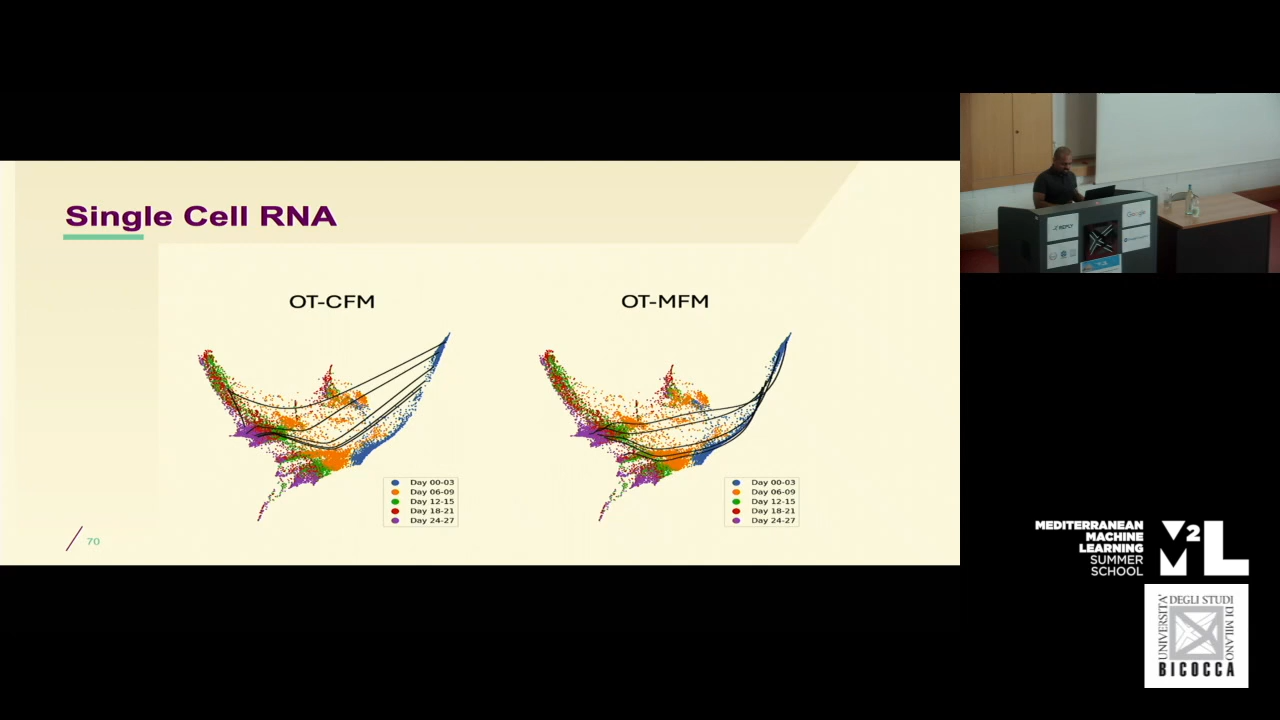 Single Cell RNA
OT-CFM
OT-MFM
Day 00-03
Day 06-09
Day 12-15
Day 18-21
Day 24-27
Day 00-03
Day 06-09
Day 12-15
Day 18-21
Day 24-27
70
Google
MEDITERRANEAN
MACHINE
LEARNING
SUMMER
SCHOOL
M2L
UNIVERSITA'
DEGLI STUDI
DI MILANO
BICOCCA